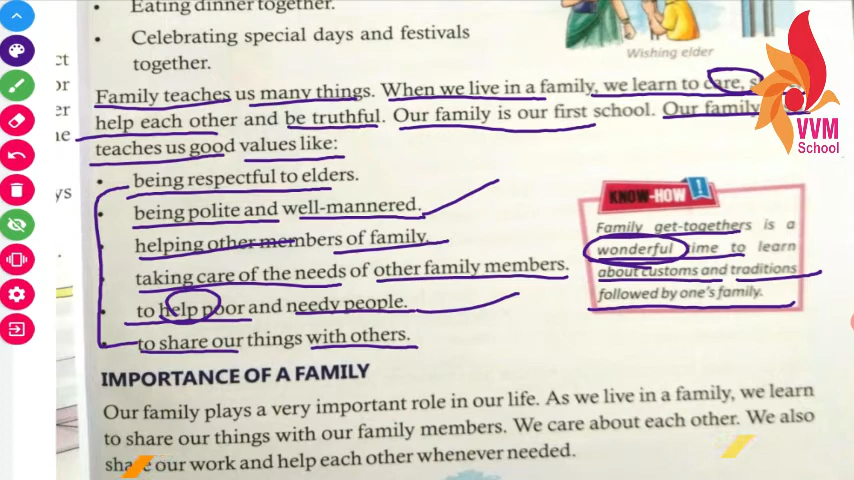 Eating dinner together.
Celebrating special days and festivals
together.
Wishing elder
Family teaches us many things. When we live in a family, we learn to care,
help each other and be truthful. Our family is our first school. Our family
teaches us good values like:
being respectful to elders.
being polite and well-mannered.
helping other members of family.
taking care of the needs of other family members.
to help poor and needy people.
to share our things with others.
KNOW-HOW
Family get-togethers is a
wonderful time to learn
about customs and traditions
followed by one's family.
IMPORTANCE OF A FAMILY
Our family plays a very important role in our life. As we live in a family, we learn
to share our things with our family members. We care about each other. We also
share our work and help each other whenever needed.
VVM
School